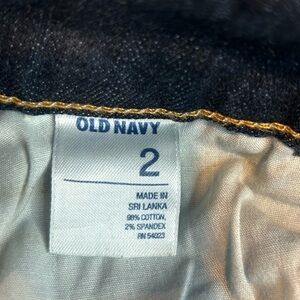 OLD NAVY
2
MADE IN
SRI LANKA
98% COTTON,
2% SPANDEX
RN 54023